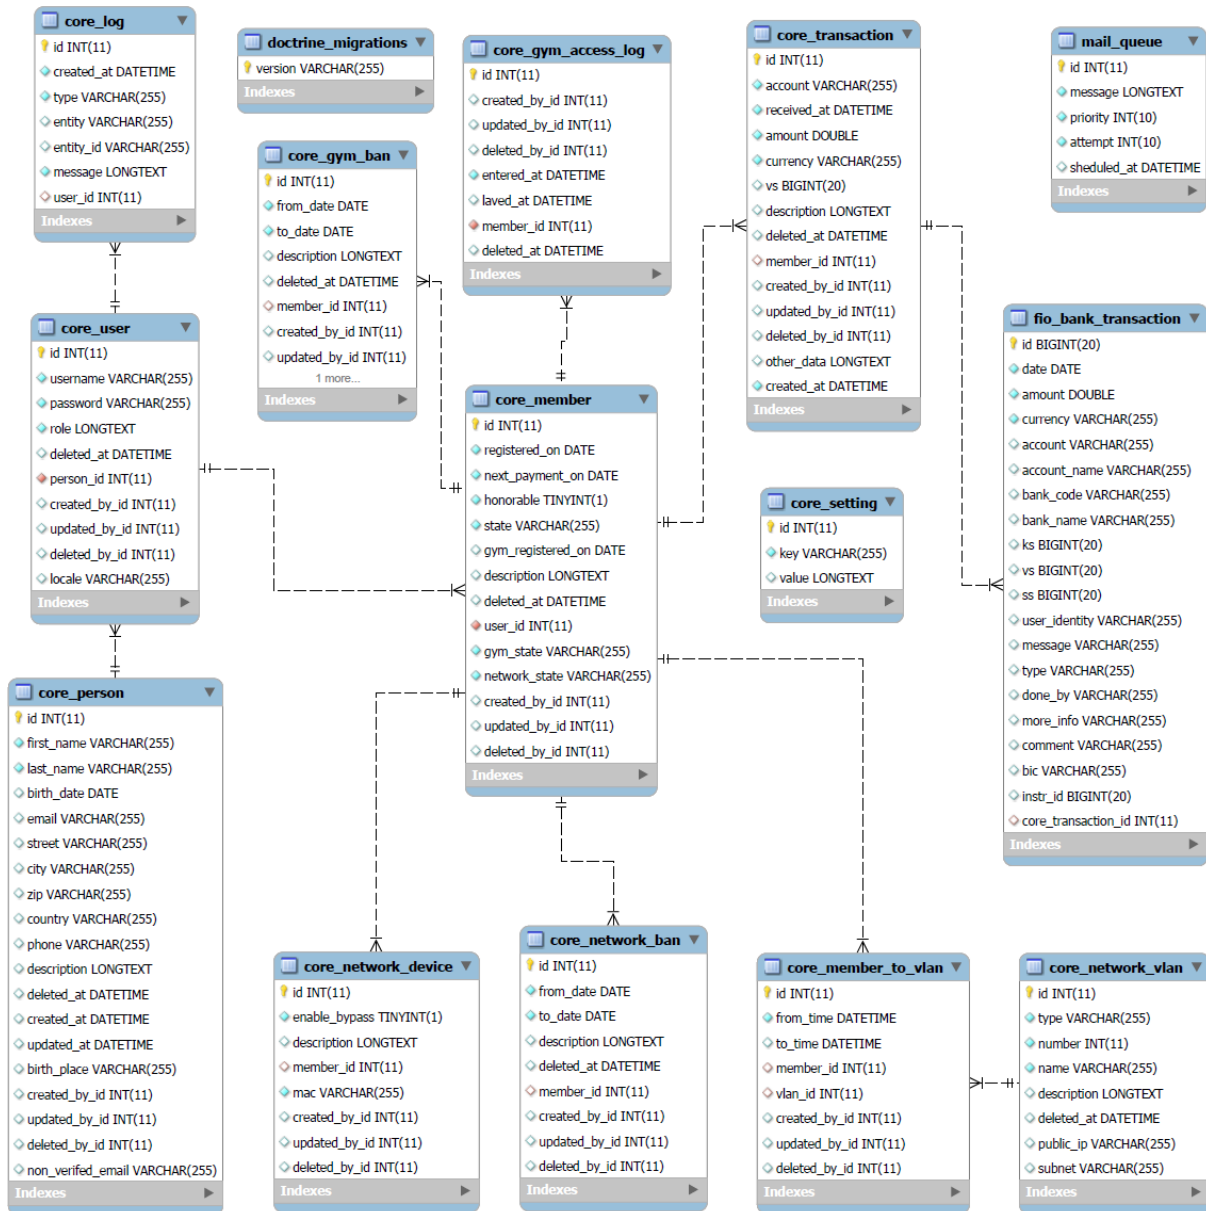 core_log
id INT(11)
created_at DATETIME
type VARCHAR(255)
entity VARCHAR(255)
entity_id VARCHAR(255)
message LONGTEXT
user_id INT(11)
Indexes
doctrine_migrations
version VARCHAR(255)
Indexes
core_gym_access_log
id INT(11)
created_by_id INT(11)
updated_by_id INT(11)
deleted_by_id INT(11)
entered_at DATETIME
laved_at DATETIME
member_id INT(11)
deleted_at DATETIME
Indexes
core_transaction
id INT(11)
account VARCHAR(255)
received_at DATETIME
amount DOUBLE
currency VARCHAR(255)
vs BIGINT(20)
description LONGTEXT
deleted_at DATETIME
member_id INT(11)
created_by_id INT(11)
updated_by_id INT(11)
deleted_by_id INT(11)
other_data LONGTEXT
created_at DATETIME
Indexes
mail_queue
id INT(11)
message LONGTEXT
priority INT(10)
attempt INT(10)
sheduled_at DATETIME
Indexes
core_gym_ban
id INT(11)
from_date DATE
to_date DATE
description LONGTEXT
deleted_at DATETIME
member_id INT(11)
created_by_id INT(11)
updated_by_id INT(11)
1 more...
Indexes
core_user
id INT(11)
username VARCHAR(255)
password VARCHAR(255)
role LONGTEXT
deleted_at DATETIME
person_id INT(11)
created_by_id INT(11)
updated_by_id INT(11)
deleted_by_id INT(11)
locale VARCHAR(255)
Indexes
core_member
id INT(11)
registered_on DATE
next_payment_on DATE
honorable TINYINT(1)
state VARCHAR(255)
gym_registered_on DATE
description LONGTEXT
deleted_at DATETIME
user_id INT(11)
gym_state VARCHAR(255)
network_state VARCHAR(255)
created_by_id INT(11)
updated_by_id INT(11)
deleted_by_id INT(11)
Indexes
core_setting
id INT(11)
key VARCHAR(255)
value LONGTEXT
Indexes
fio_bank_transaction
id BIGINT(20)
date DATE
amount DOUBLE
currency VARCHAR(255)
account VARCHAR(255)
account_name VARCHAR(255)
bank_code VARCHAR(255)
bank_name VARCHAR(255)
ks BIGINT(20)
vs BIGINT(20)
ss BIGINT(20)
user_identity VARCHAR(255)
message VARCHAR(255)
type VARCHAR(255)
done_by VARCHAR(255)
more_info VARCHAR(255)
comment VARCHAR(255)
bic VARCHAR(255)
instr_id BIGINT(20)
core_transaction_id INT(11)
Indexes
core_person
id INT(11)
first_name VARCHAR(255)
last_name VARCHAR(255)
birth_date DATE
email VARCHAR(255)
street VARCHAR(255)
city VARCHAR(255)
zip VARCHAR(255)
country VARCHAR(255)
phone VARCHAR(255)
description LONGTEXT
deleted_at DATETIME
created_at DATETIME
updated_at DATETIME
birth_place VARCHAR(255)
created_by_id INT(11)
updated_by_id INT(11)
deleted_by_id INT(11)
non_verifed_email VARCHAR(255)
Indexes
core_network_device
id INT(11)
enable_bypass TINYINT(1)
description LONGTEXT
member_id INT(11)
mac VARCHAR(255)
created_by_id INT(11)
updated_by_id INT(11)
deleted_by_id INT(11)
Indexes
core_network_ban
id INT(11)
from_date DATE
to_date DATE
description LONGTEXT
deleted_at DATETIME
member_id INT(11)
created_by_id INT(11)
updated_by_id INT(11)
deleted_by_id INT(11)
Indexes
core_member_to_vlan
id INT(11)
from_time DATETIME
to_time DATETIME
member_id INT(11)
vlan_id INT(11)
created_by_id INT(11)
updated_by_id INT(11)
deleted_by_id INT(11)
Indexes
core_network_vlan
id INT(11)
type VARCHAR(255)
number INT(11)
name VARCHAR(255)
description LONGTEXT
deleted_at DATETIME
public_ip VARCHAR(255)
subnet VARCHAR(255)
Indexes